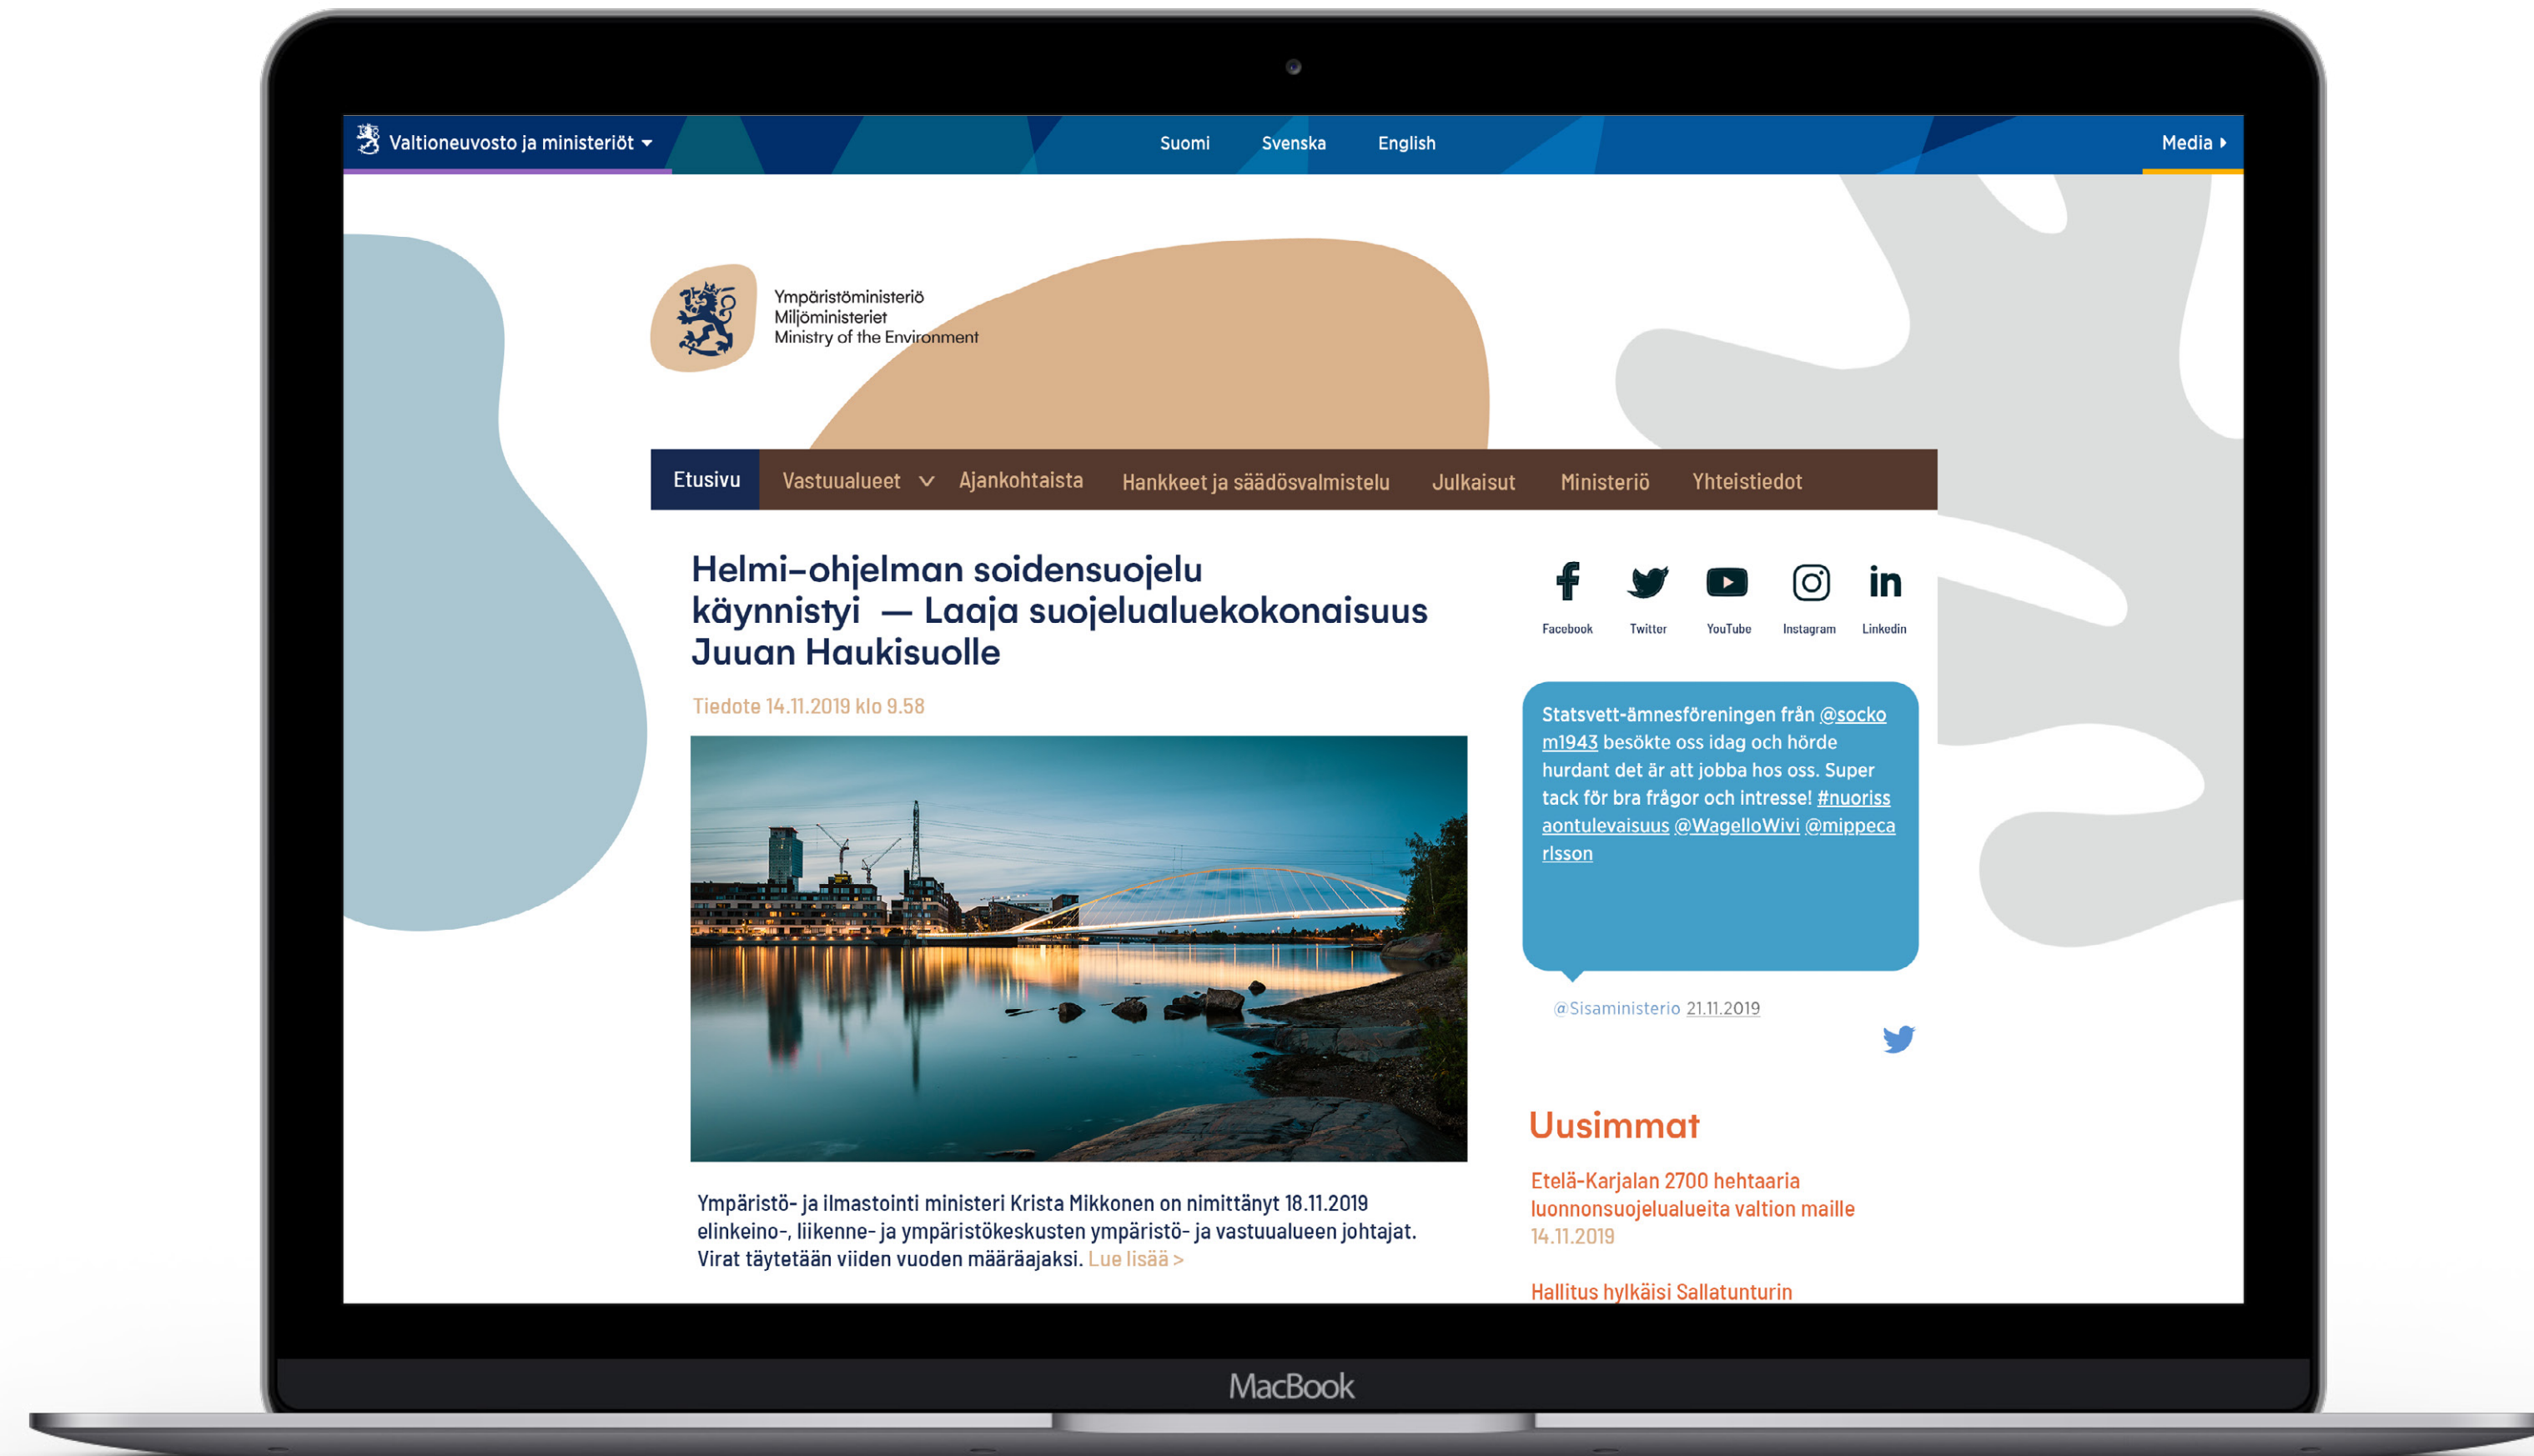 Valtioneuvosto ja ministeriöt
Suomi
Svenska
English
Media
Ympäristöministeriö
Miljöministeriet
Ministry of the Environment
Etusivu
Vastuualueet
Ajankohtaista
Hankkeet ja säädösvalmistelu
Julkaisut
Ministeriö
Yhteistiedot
Helmi–ohjelman soidensuojelu
käynnistyi — Laaja suojelualuekokonaisuus
Juuan Haukisuolle
Tiedote 14.11.2019 klo 9.58
Ympäristö- ja ilmastointi ministeri Krista Mikkonen on nimittänyt 18.11.2019
elinkeino-, liikenne- ja ympäristökeskusten ympäristö- ja vastuualueen johtajat.
Virat täytetään viiden vuoden määräajaksi. Lue lisää >
Facebook
Twitter
YouTube
Instagram
Linkedin
Statsvett-ämnesföreningen från @socko
m1943 besökte oss idag och hörde
hurdant det är att jobba hos oss. Super
tack för bra frågor och intresse! #nuoriss
aontulevaisuus @WagelloWivi @mippeca
rlsson
@Sisaministerio 21.11.2019
Uusimmat
Etelä-Karjalan 2700 hehtaaria
luonnonsuojelualueita valtion maille
14.11.2019
Hallitus hylkäisi Sallatunturin
MacBook